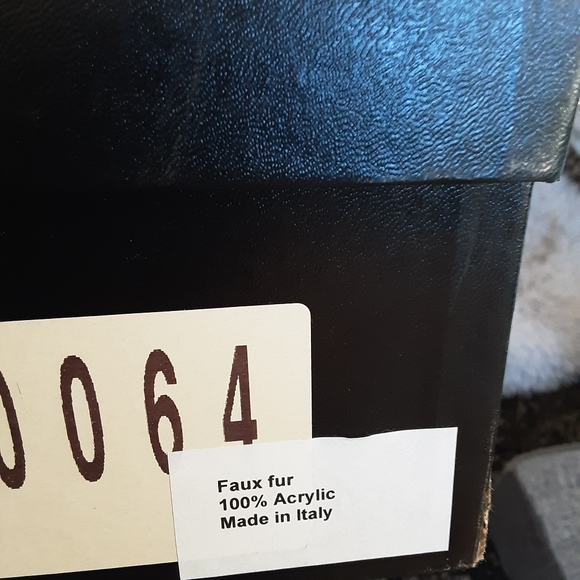 0064
Faux fur
100% Acrylic
Made in Italy